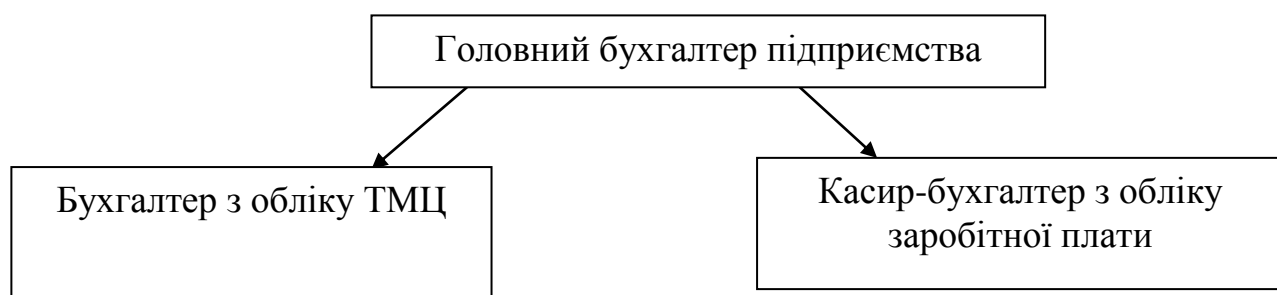 Головний бухгалтер підприємства
Бухгалтер з обліку ТМЦ
Касир-бухгалтер з обліку
заробітної плати